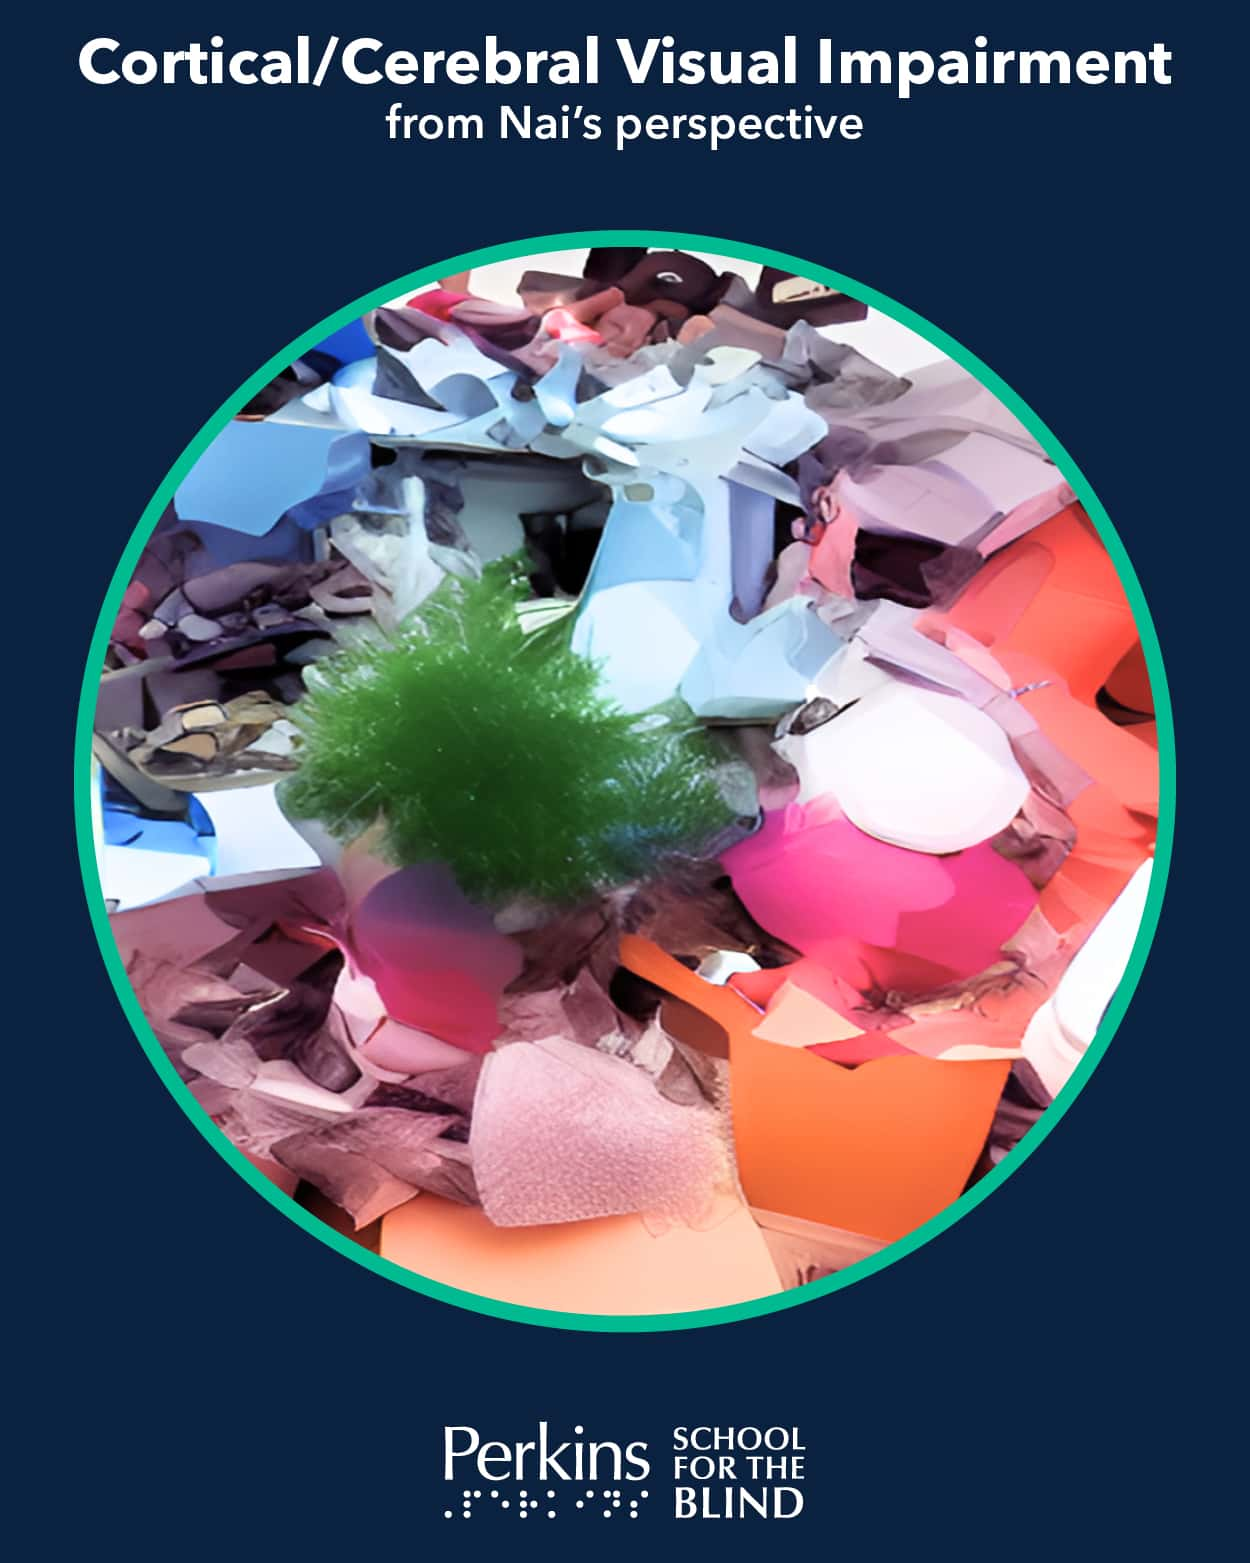 Cortical/Cerebral Visual Impairment
from Nai’s perspective
Perkins
⠠⠏⠑⠗⠅⠊⠝⠎
SCHOOL
FOR THE
BLIND